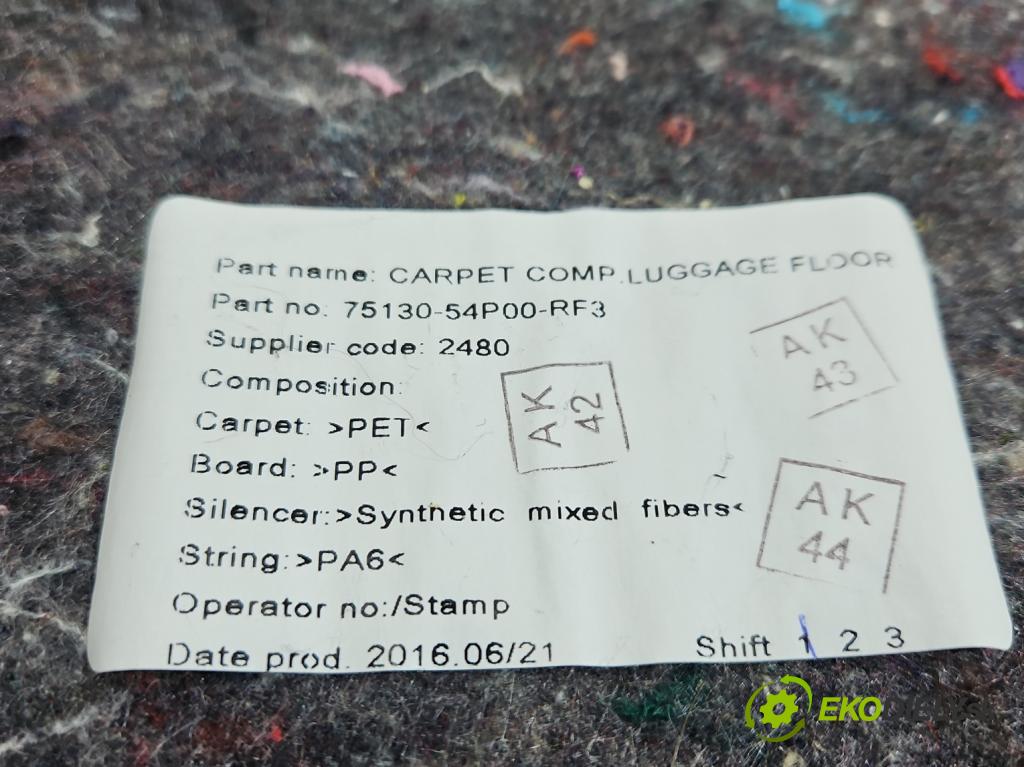 Part name: CARPET COMP.LUGGAGE FLOOR
Part no: 75130-54P00-RF3
Supplier code: 2480
Composition:
Carpet: >PET<
Board: >PP<
Silencer:>Synthetic mixed fibers<
String:>PA6<
Operator no:/Stamp
Date prod. 2016.06/21
Shift 1 2 3
AK
42
AK
43
AK
44
EKO